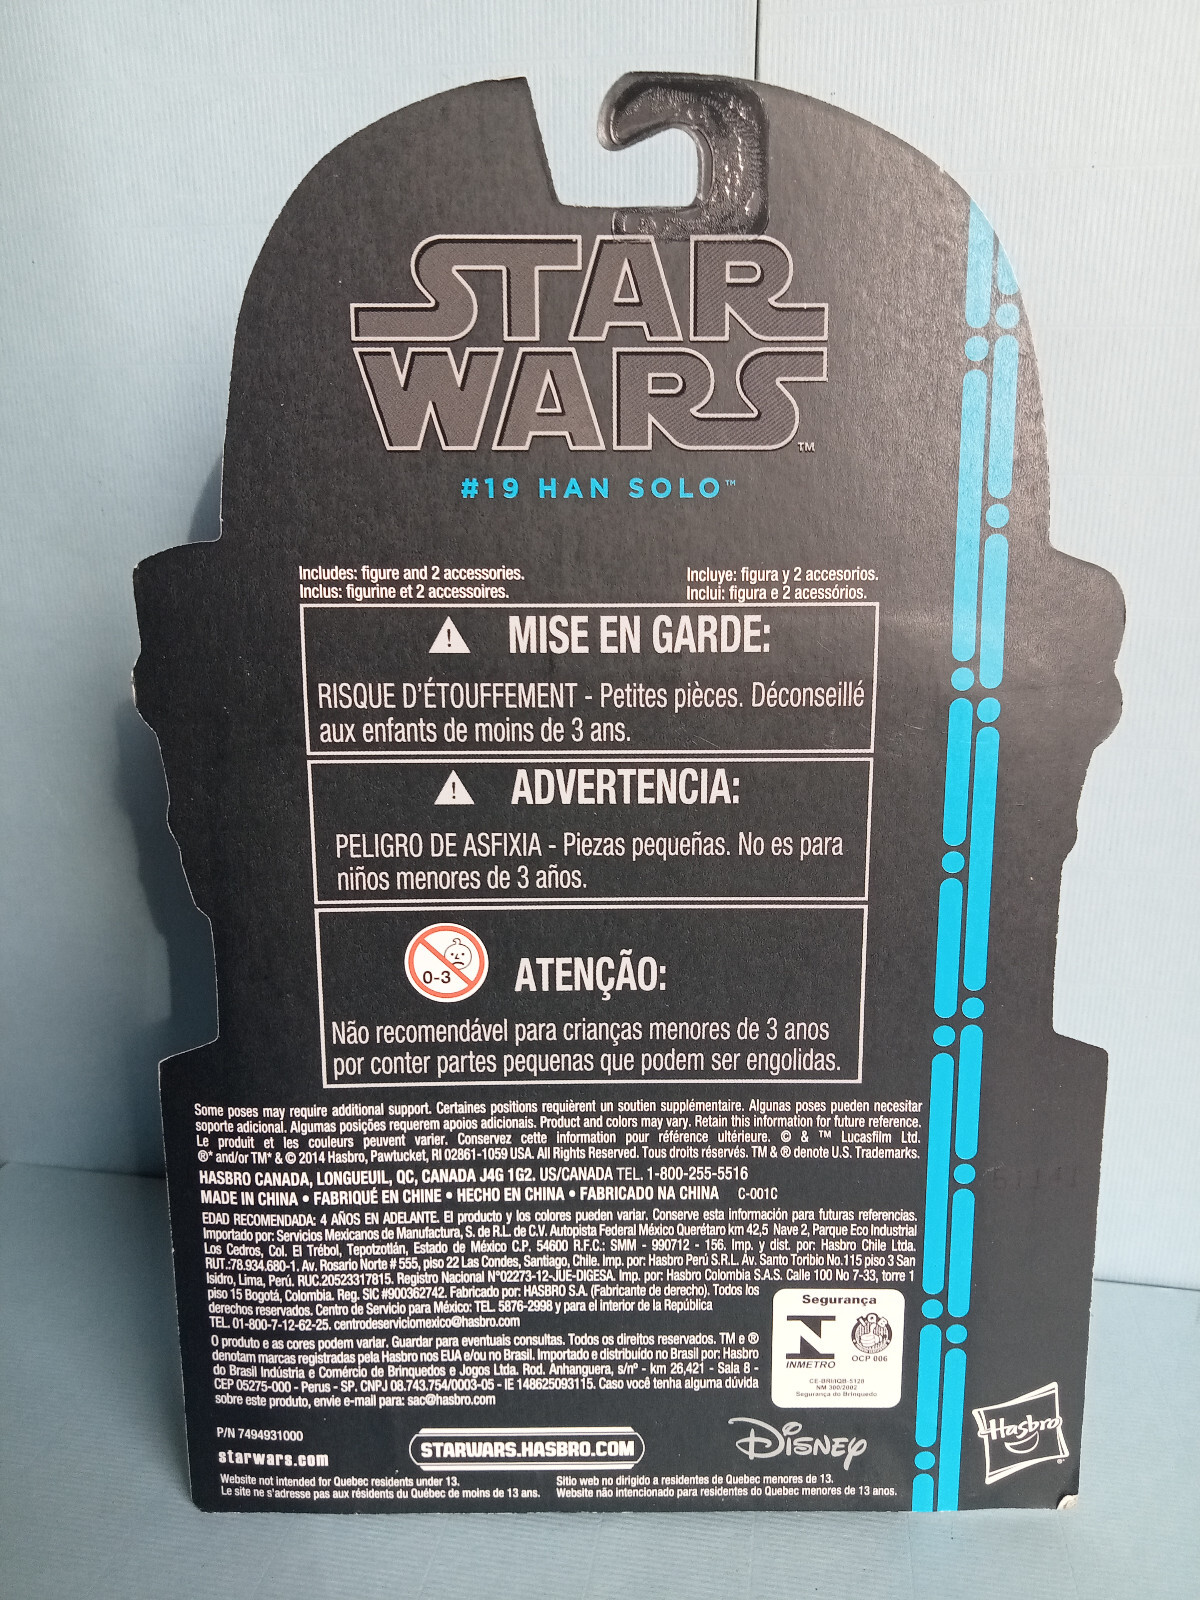 STAR
WARS™
#19 HAN SOLO™
Includes: figure and 2 accessories.
Inclus: figurine et 2 accessoires.
Incluye: figura y 2 accesorios.
Inclui: figura e 2 acessórios.
MISE EN GARDE:
RISQUE D'ÉTOUFFEMENT - Petites pièces. Déconseillé
aux enfants de moins de 3 ans.
ADVERTENCIA:
PELIGRO DE ASFIXIA - Piezas pequeñas. No es para
niños menores de 3 años.
0-3
ATENÇÃO:
Não recomendável para crianças menores de 3 anos
por conter partes pequenas que podem ser engolidas.
Some poses may require additional support. Certaines positions requièrent un soutien supplémentaire. Algunas poses pueden necesitar
soporte adicional. Algumas posições requerem apoios adicionais. Product and colors may vary. Retain this information for future reference.
Le produit et les couleurs peuvent varier. Conservez cette information pour référence ultérieure. © & ™ Lucasfilm Ltd.
®* and/or TM* & © 2014 Hasbro, Pawtucket, RI 02861-1059 USA. All Rights Reserved. Tous droits réservés. TM & ® denote U.S. Trademarks.
HASBRO CANADA, LONGUEUIL, QC, CANADA J4G 1G2. US/CANADA TEL. 1-800-255-5516
MADE IN CHINA • FABRIQUÉ EN CHINE • HECHO EN CHINA • FABRICADO NA CHINA C-001C
EDAD RECOMENDADA: 4 AÑOS EN ADELANTE. El producto y los colores pueden variar. Conserve esta información para futuras referencias.
Importado por: Servicios Mexicanos de Manufactura, S. de R.L. de C.V. Autopista Federal México Querétaro km 42,5 Nave 2, Parque Eco Industrial
Los Cedros, Col. El Trébol, Tepotzotlán, Estado de México C.P. 54600 R.F.C.: SMM - 990712 - 156. Imp. y dist. por: Hasbro Chile Ltda.
RUT.:78.934.680-1. Av. Rosario Norte # 555, piso 22 Las Condes, Santiago, Chile. Imp. por: Hasbro Perú S.R.L. Av. Santo Toribio No.115 piso 3 San
Isidro, Lima, Perú. RUC.20523317815. Registro Nacional N°02273-12-JUE-DIGESA. Imp. por: Hasbro Colombia S.A.S. Calle 100 No 7-33, torre 1
piso 15 Bogotá, Colombia. Reg. SIC #900362742. Fabricado por: HASBRO S.A. (Fabricante de derecho). Todos los
derechos reservados. Centro de Servicio para México: TEL. 5876-2998 y para el interior de la República
TEL. 01-800-7-12-62-25. centrodeserviciomexico@hasbro.com
O produto e as cores podem variar. Guardar para eventuais consultas. Todos os direitos reservados. TM e ®
denotam marcas registradas pela Hasbro nos EUA e/ou no Brasil. Importado e distribuído no Brasil por: Hasbro
do Brasil Indústria e Comércio de Brinquedos e Jogos Ltda. Rod. Anhanguera, s/nº - km 26,421 - Sala 8 -
CEP 05275-000 - Perus - SP. CNPJ 08.743.754/0003-05 - IE 148625093115. Caso você tenha alguma dúvida
sobre este produto, envie e-mail para: sac@hasbro.com
Segurança
INMETRO
OCP 006
CE-BRI/IQB-5128
NM 300/2002
Segurança do Brinquedo
P/N 7494931000
starwars.com
STARWARS.HASBRO.COM
DISNEY
Hasbro
Website not intended for Quebec residents under 13.
Le site ne s'adresse pas aux résidents du Québec de moins de 13 ans.
Sitio web no dirigido a residentes de Quebec menores de 13.
Website não intencionado para residentes do Quebec menores de 13 anos.